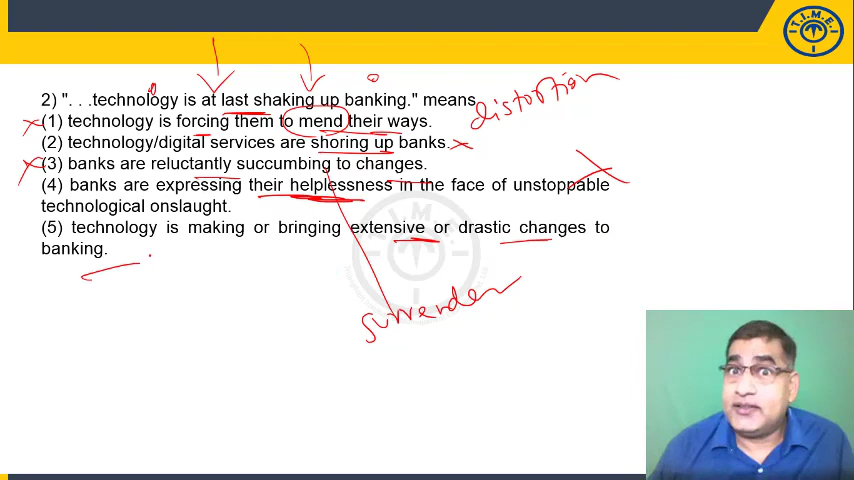 T.I.M.E.
2) ". . .technology is at last shaking up banking." means
distortion
(1) technology is forcing them to mend their ways.
(2) technology/digital services are shoring up banks.
(3) banks are reluctantly succumbing to changes.
(4) banks are expressing their helplessness in the face of unstoppable
technological onslaught.
(5) technology is making or bringing extensive or drastic changes to
banking.
surrender